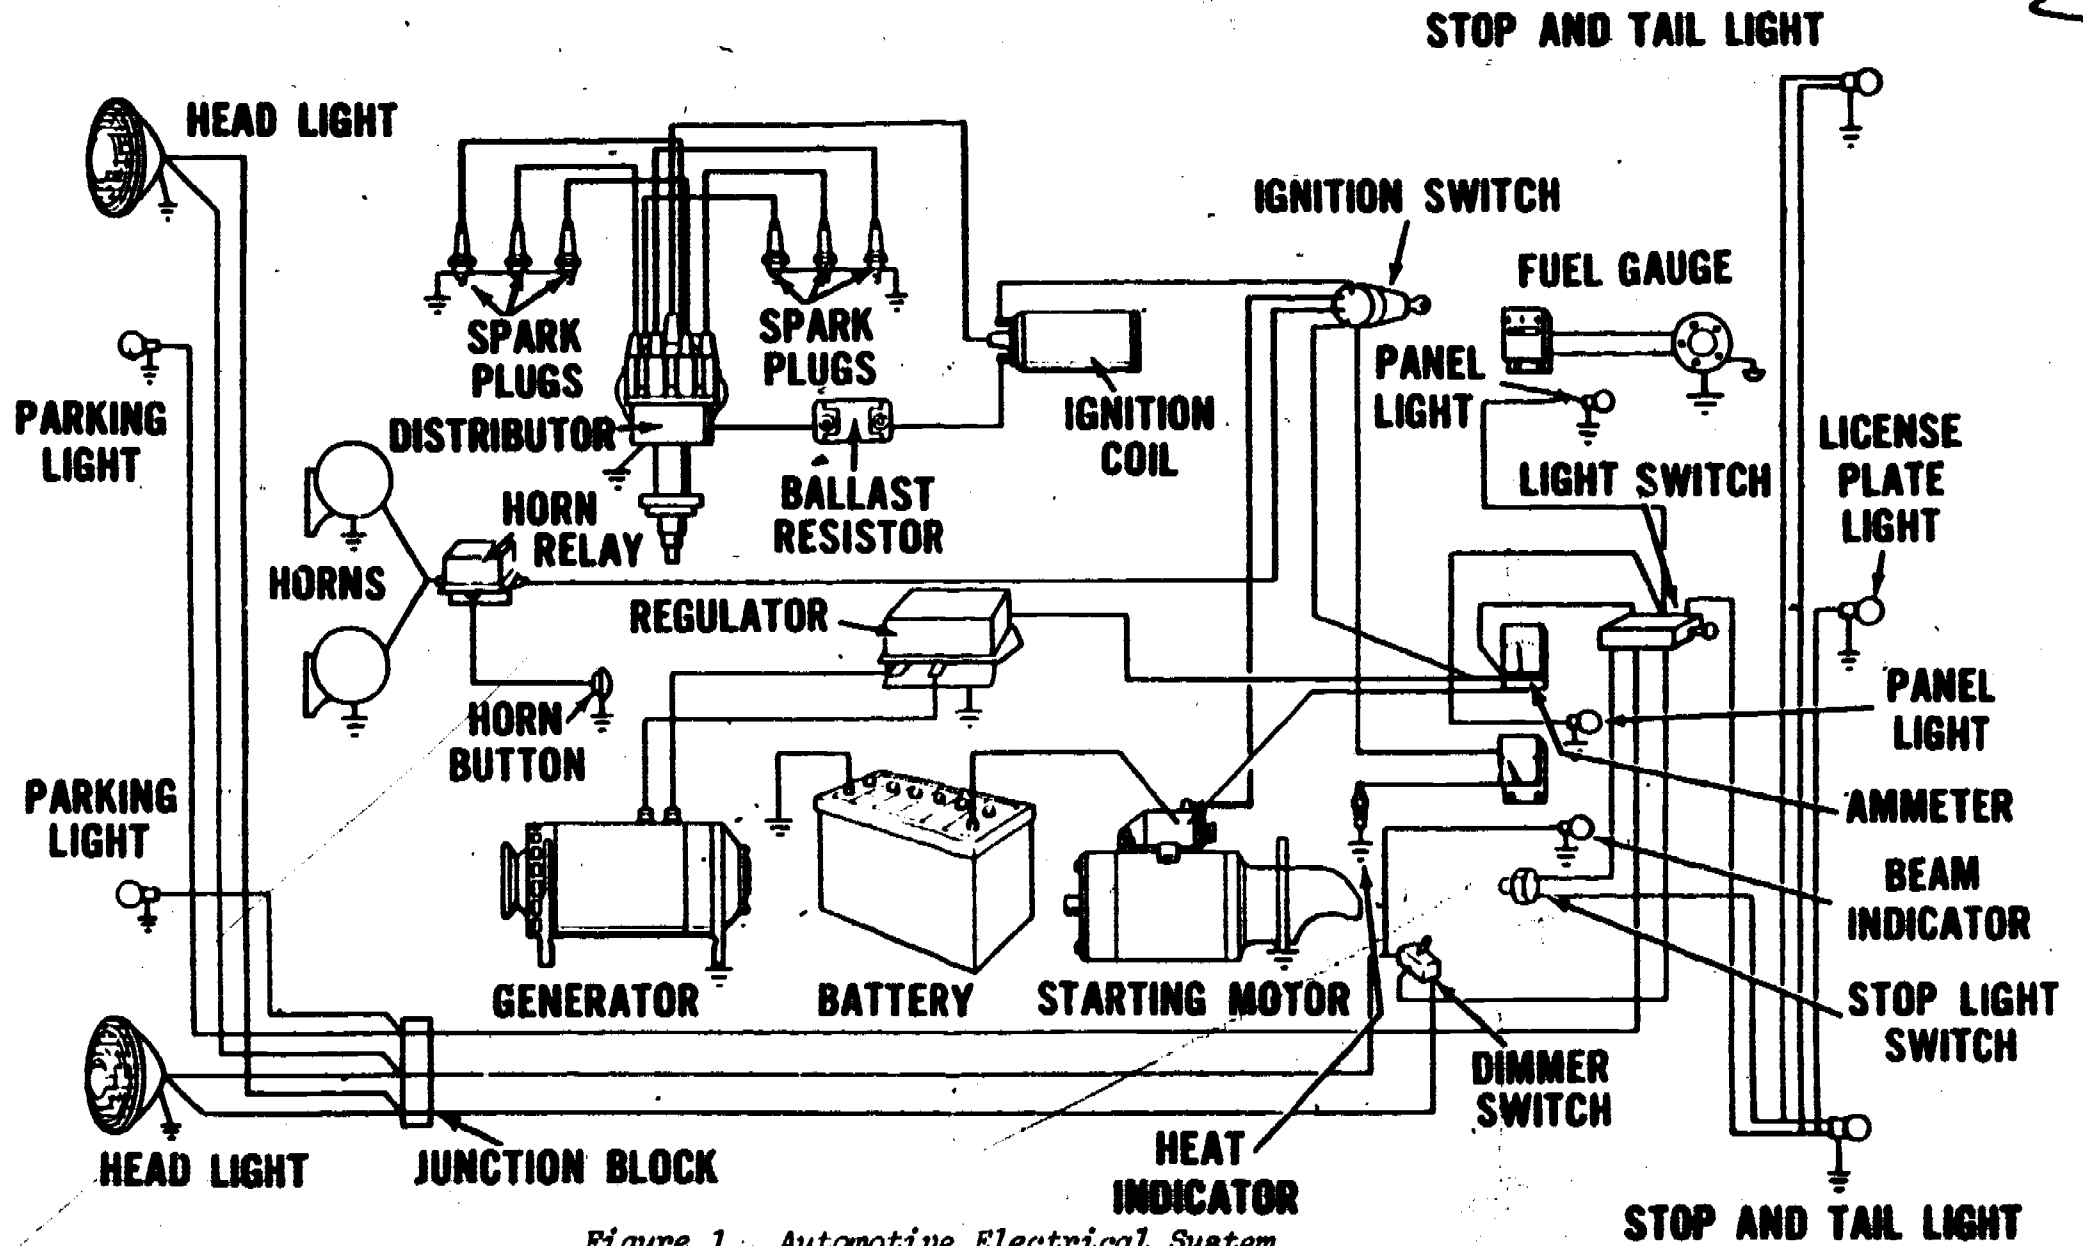 STOP AND TAIL LIGHT
HEAD LIGHT
IGNITION SWITCH
FUEL GAUGE
SPARK
PLUGS
SPARK
PLUGS
PANEL
LIGHT
PARKING
LIGHT
DISTRIBUTOR
IGNITION
COIL
LICENSE
PLATE
LIGHT
LIGHT SWITCH
BALLAST
RESISTOR
HORN
RELAY
HORNS
REGULATOR
HORN
BUTTON
PANEL
LIGHT
PARKING
LIGHT
AMMETER
BEAM
INDICATOR
GENERATOR
BATTERY
STARTING MOTOR
STOP LIGHT
SWITCH
DIMMER
SWITCH
HEAT
INDICATOR
HEAD LIGHT
JUNCTION BLOCK
STOP AND TAIL LIGHT
Figure 1. Automotive Electrical System